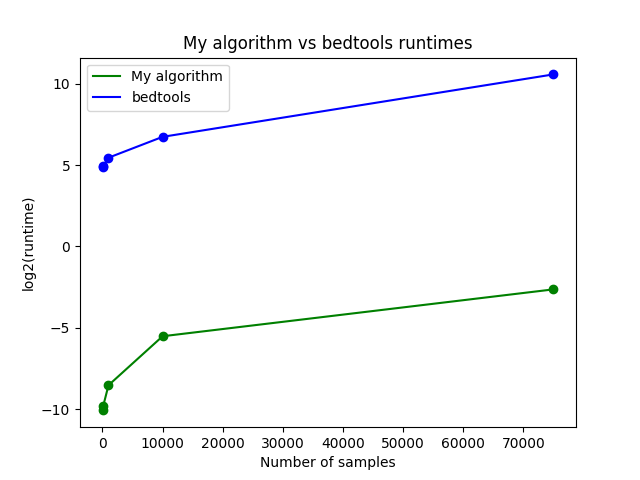 My algorithm vs bedtools runtimes
My algorithm
bedtools
log2(runtime)
10
5
0
−5
−10
0 10000 20000 30000 40000 50000 60000 70000
Number of samples